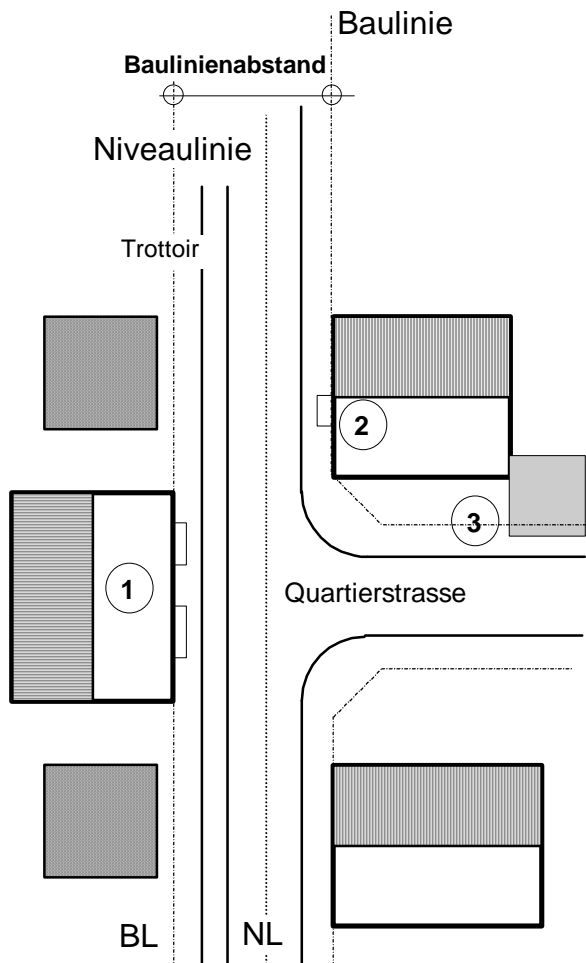 Baulinie
Baulinienabstand
Niveaulinie
Trottoir
2
3
1
Quartierstrasse
BL
NL